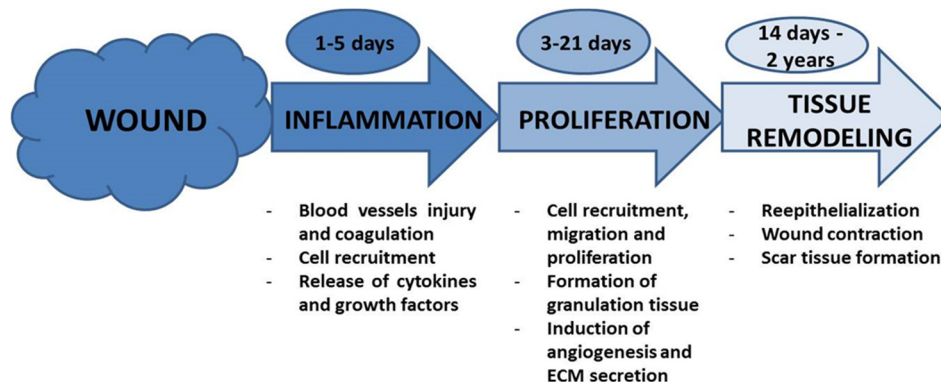 1-5 days
3-21 days
14 days -
2 years
WOUND
INFLAMMATION
PROLIFERATION
TISSUE
REMODELING
- Blood vessels injury
and coagulation
- Cell recruitment
- Release of cytokines
and growth factors
- Cell recruitment,
migration and
proliferation
- Formation of
granulation tissue
- Induction of
angiogenesis and
ECM secretion
- Reepithelialization
- Wound contraction
- Scar tissue formation